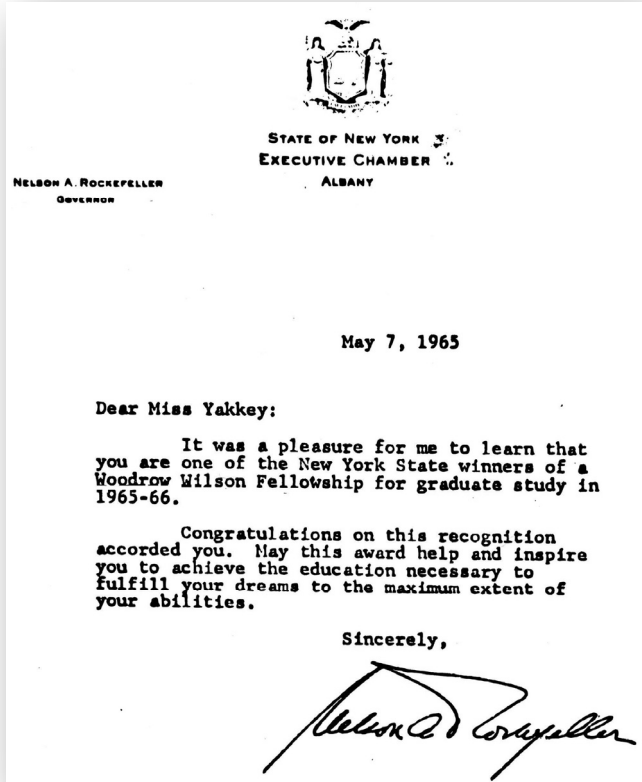 STATE OF NEW YORK
EXECUTIVE CHAMBER
ALBANY
NELSON A. ROCKEFELLER
GOVERNOR
May 7, 1965
Dear Miss Yakkey:
It was a pleasure for me to learn that
you are one of the New York State winners of a
Woodrow Wilson Fellowship for graduate study in
1965-66.
Congratulations on this recognition
accorded you. May this award help and inspire
you to achieve the education necessary to
fulfill your dreams to the maximum extent of
your abilities.
Sincerely,
Nelson A Rockefeller